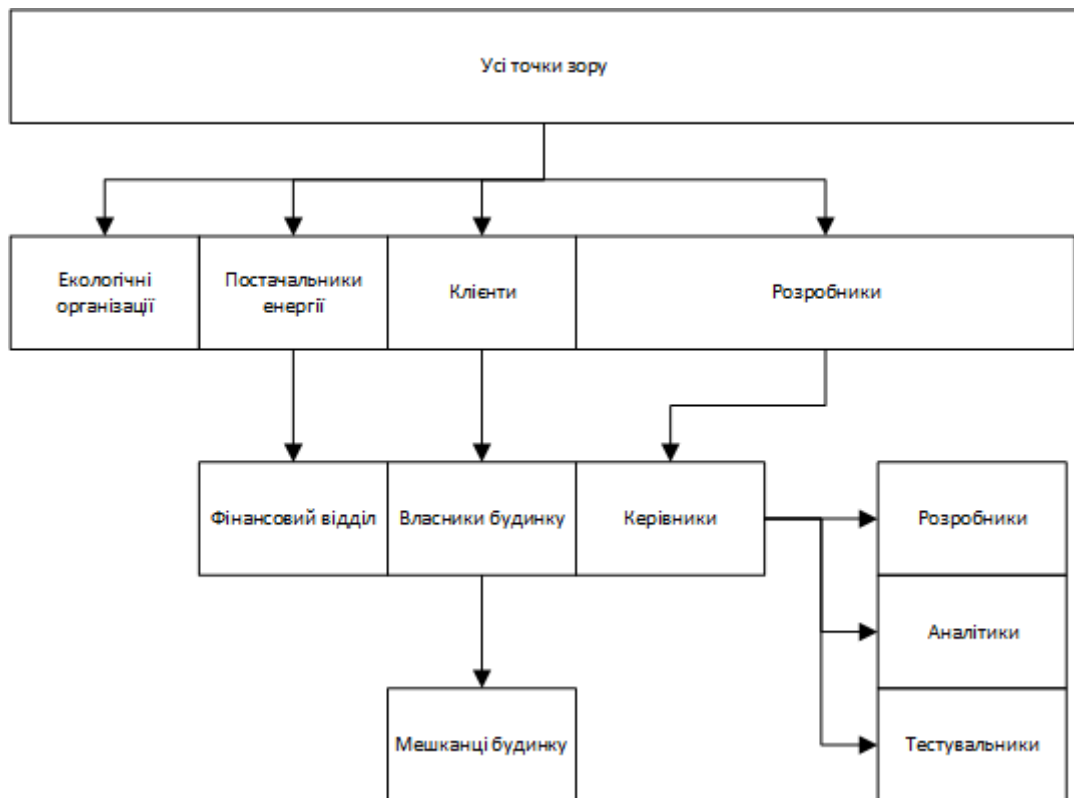 Усі точки зору
Екологічні
організації
Постачальники
енергії
Клієнти
Розробники
Фінансовий відділ
Власники будинку
Керівники
Розробники
Аналітики
Мешканці будинку
Тестувальники